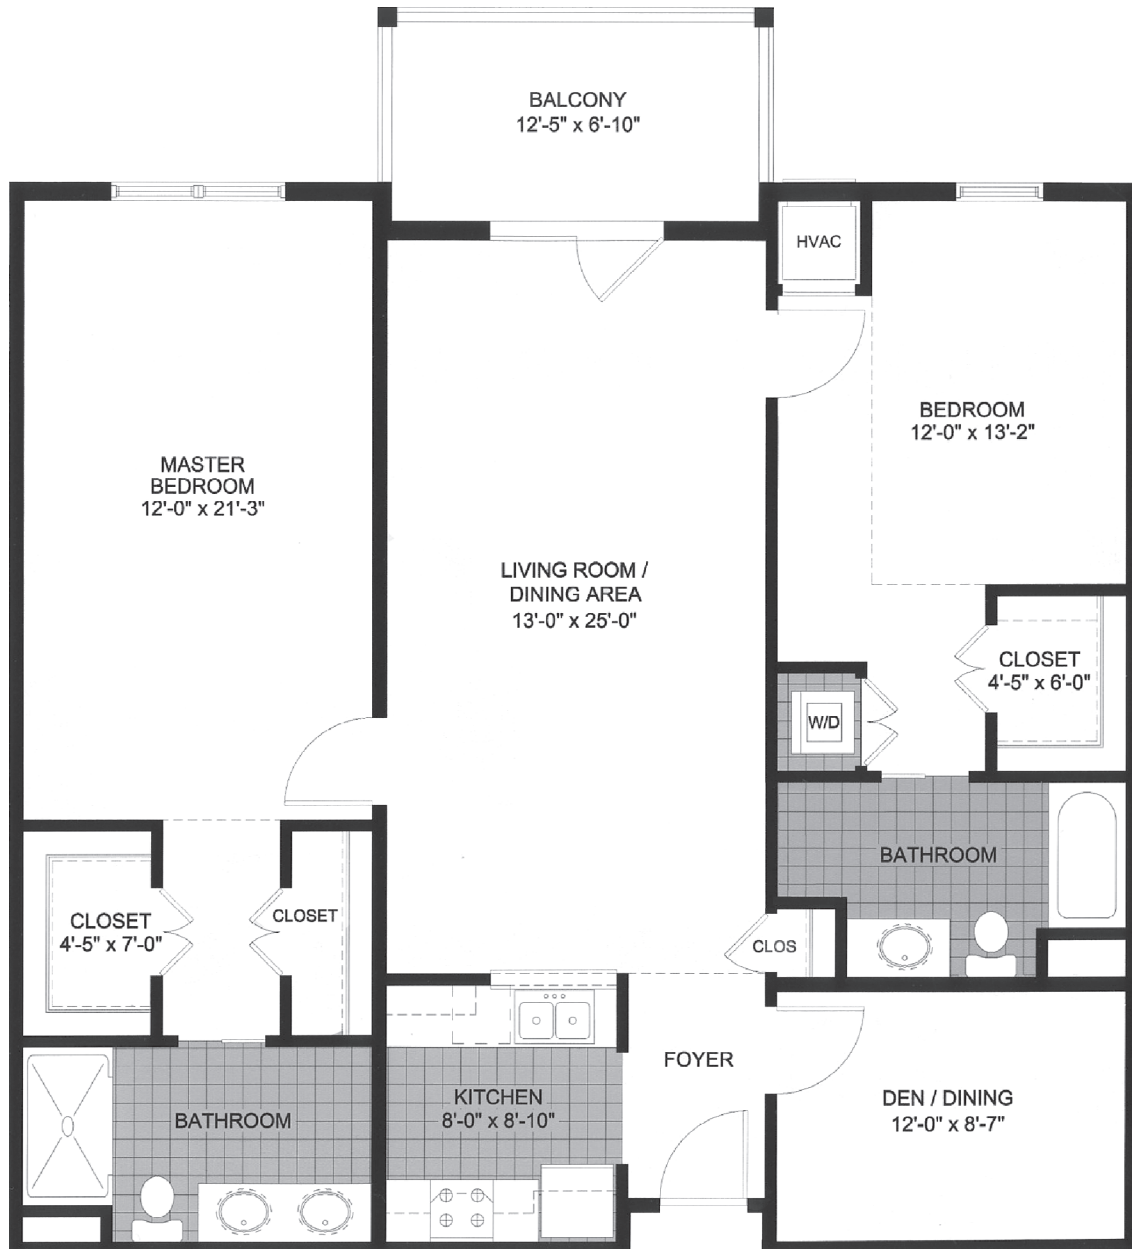 BALCONY
12'-5" x 6'-10"
HVAC
BEDROOM
12'-0" x 13'-2"
MASTER
BEDROOM
12'-0" x 21'-3"
LIVING ROOM /
DINING AREA
13'-0" x 25'-0"
CLOSET
4'-5" x 6'-0"
W/D
BATHROOM
CLOSET
4'-5" x 7'-0"
CLOSET
CLOS
FOYER
KITCHEN
8'-0" x 8'-10"
DEN / DINING
12'-0" x 8'-7"
BATHROOM